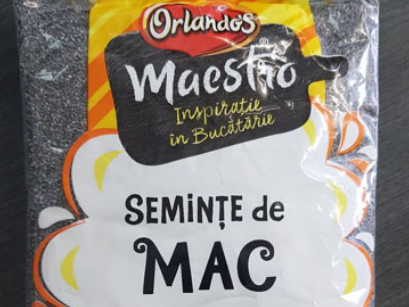 Orlando's
Maestro
Inspirație
în Bucătărie
SEMINȚE de
MAC